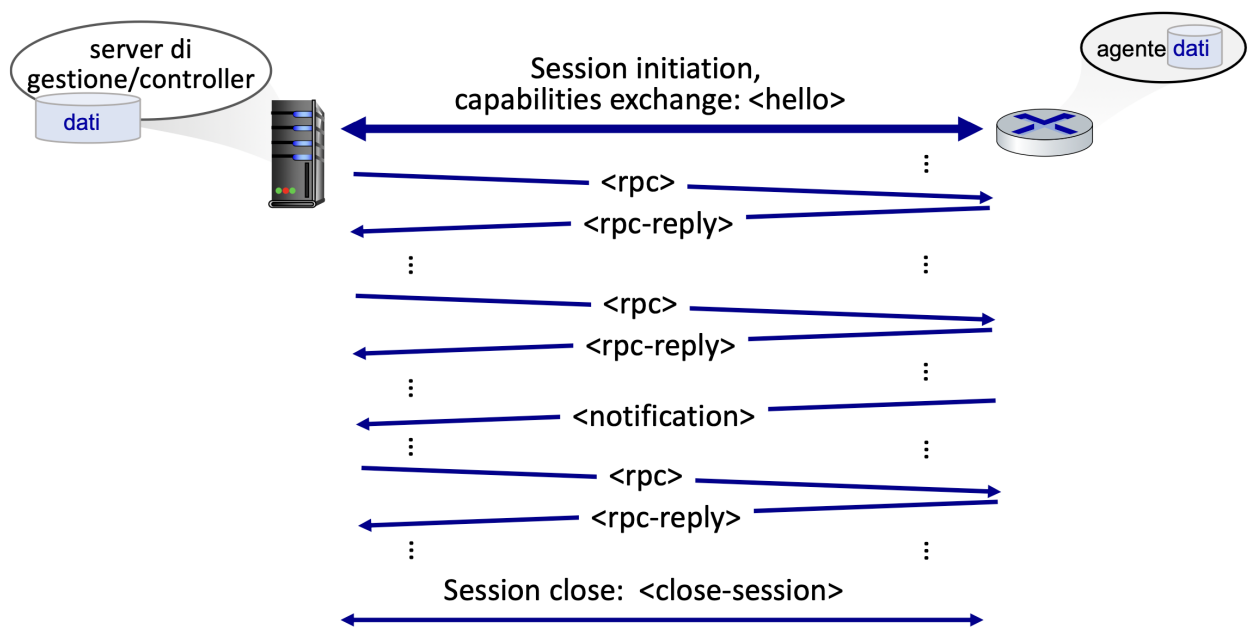 server di
gestione/controller
dati
agente dati
Session initiation,
capabilities exchange: <hello>
<rpc>
<rpc-reply>
<rpc>
<rpc-reply>
<notification>
<rpc>
<rpc-reply>
Session close: <close-session>